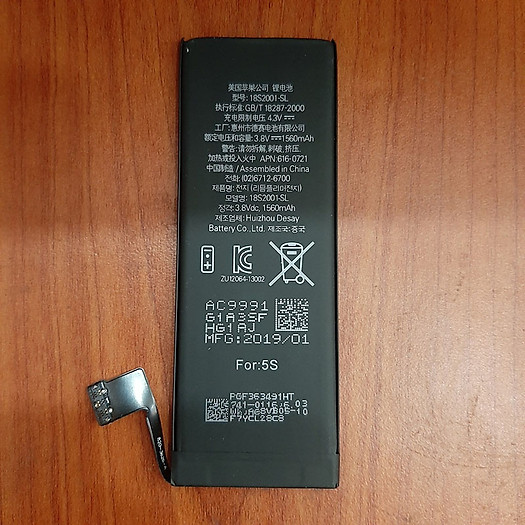 美国苹果公司 锂电池
型号: 18S2001-SL
执行标准: GB/T 18287-2000
充电限制电压 4.3V⎓
工厂: 惠州市德赛电池有限公司
额定电压和容量: 3.8V⎓1560mAh
警告: 请勿拆解, 刺破, 挤压,
加热或投入火中 APN: 616-0721
中国制造 / Assembled in China
전화: (02)6712-6700
제품명: 전지 (리튬폴리머전지)
모델명: 18S2001-SL
정격: 3.8Vdc, 1560mAh
제조업체: Huizhou Desay
Battery Co., Ltd. 제조국: 중국
ZU12064-13002
AC9991
G1A3SF
HG1AJ
MFG:2019/01
For:5S
PGF363491HT
F7YCL28C8